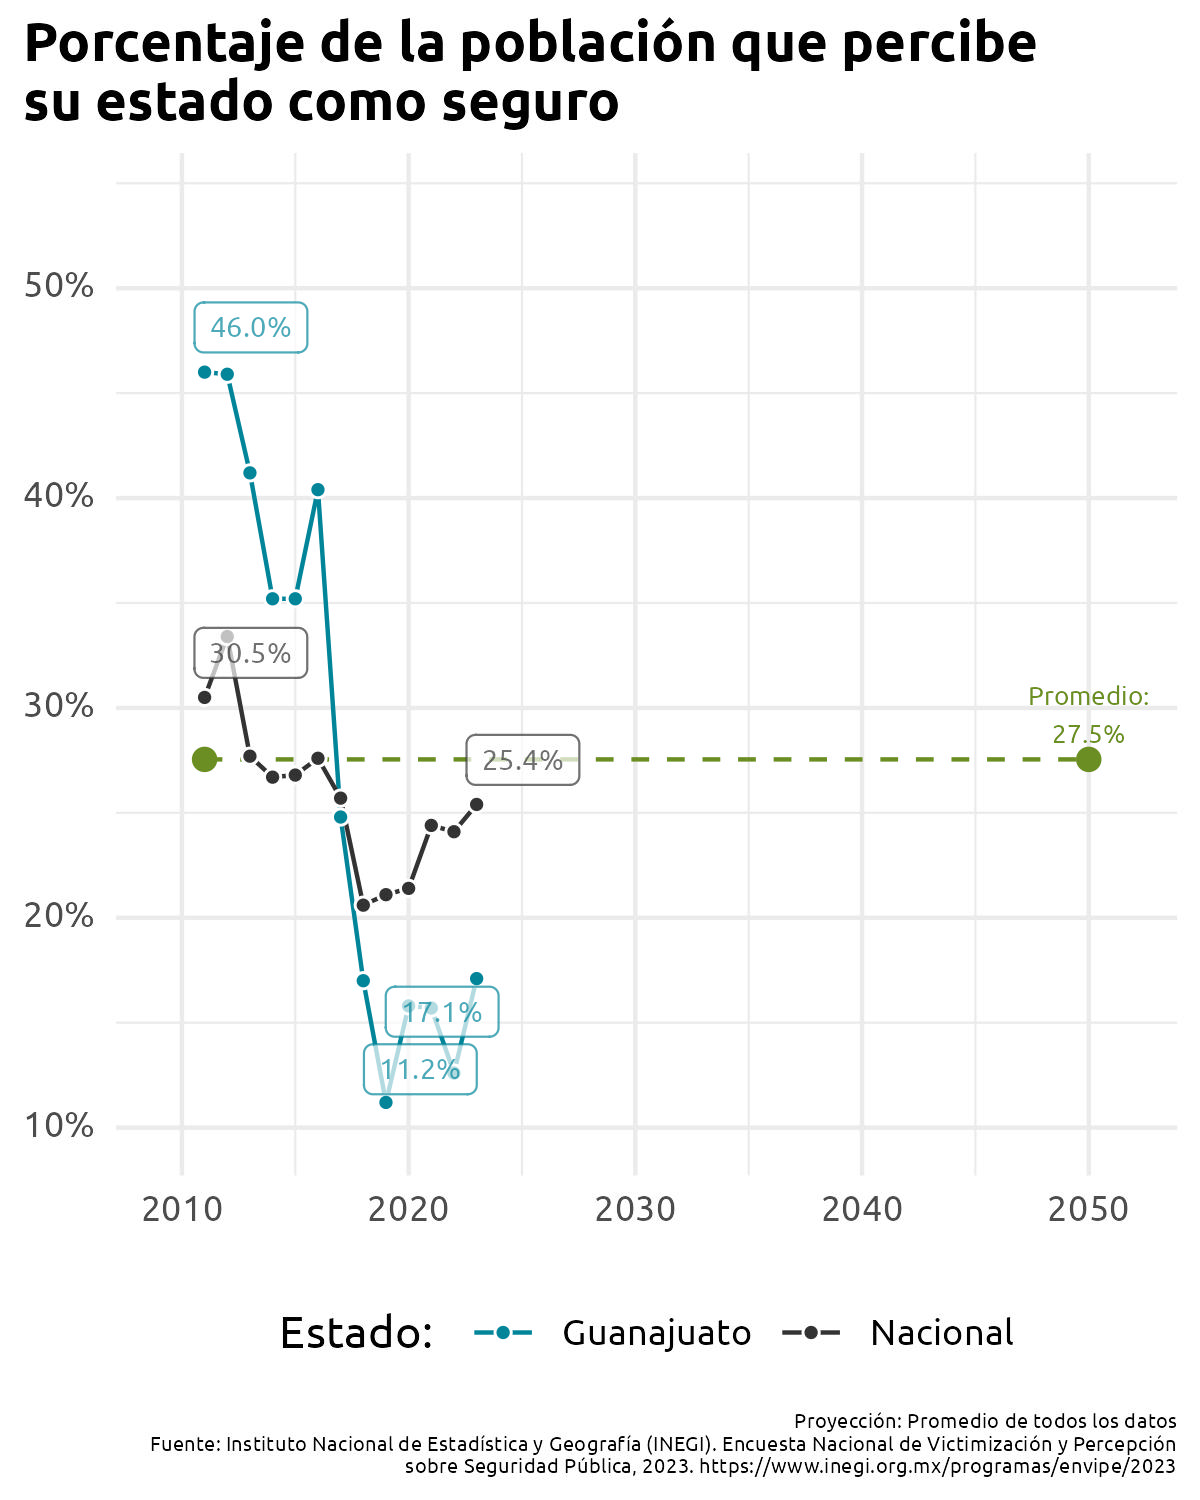 Porcentaje de la población que percibe
su estado como seguro
50%
46.0%
40%
30.5%
30%
Promedio:
27.5%
25.4%
20%
17.1%
11.2%
10%
2010 2020 2030 2040 2050
Estado: Guanajuato Nacional
Proyección: Promedio de todos los datos
Fuente: Instituto Nacional de Estadística y Geografía (INEGI). Encuesta Nacional de Victimización y Percepción
sobre Seguridad Pública, 2023. https://www.inegi.org.mx/programas/envipe/2023